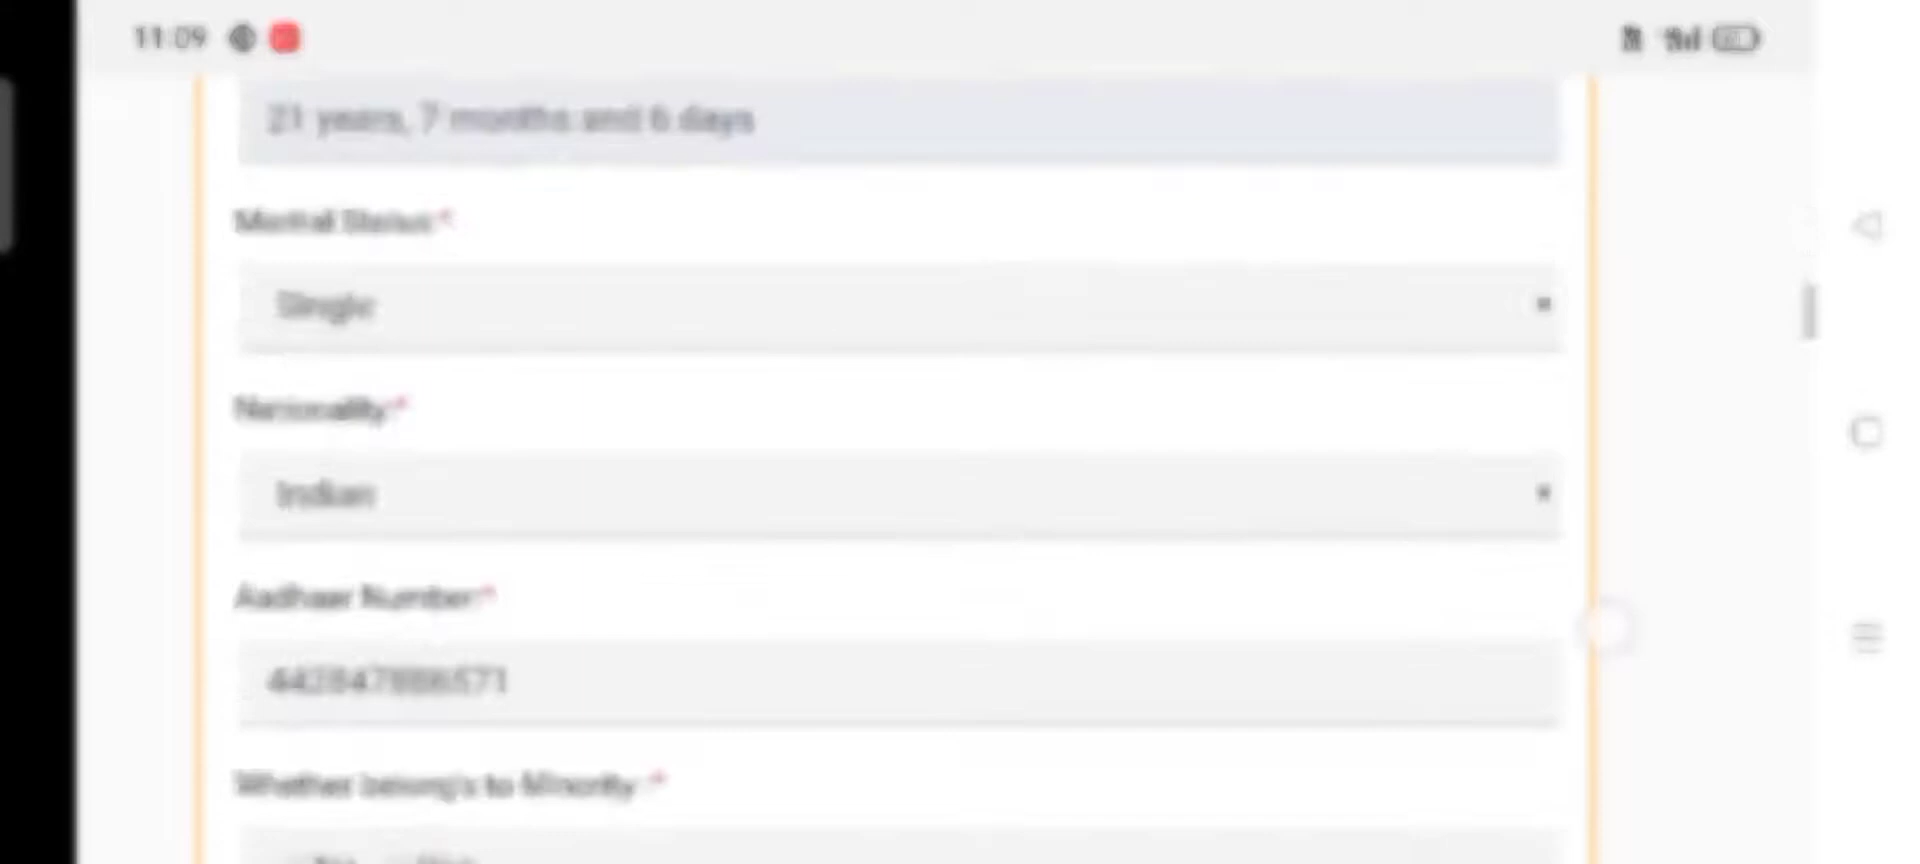 11:09
21 years, 7 months and 6 days
Marital Status:*
Single
Nationality:*
Indian
Aadhaar Number:*
Whether belong's to Minority :*